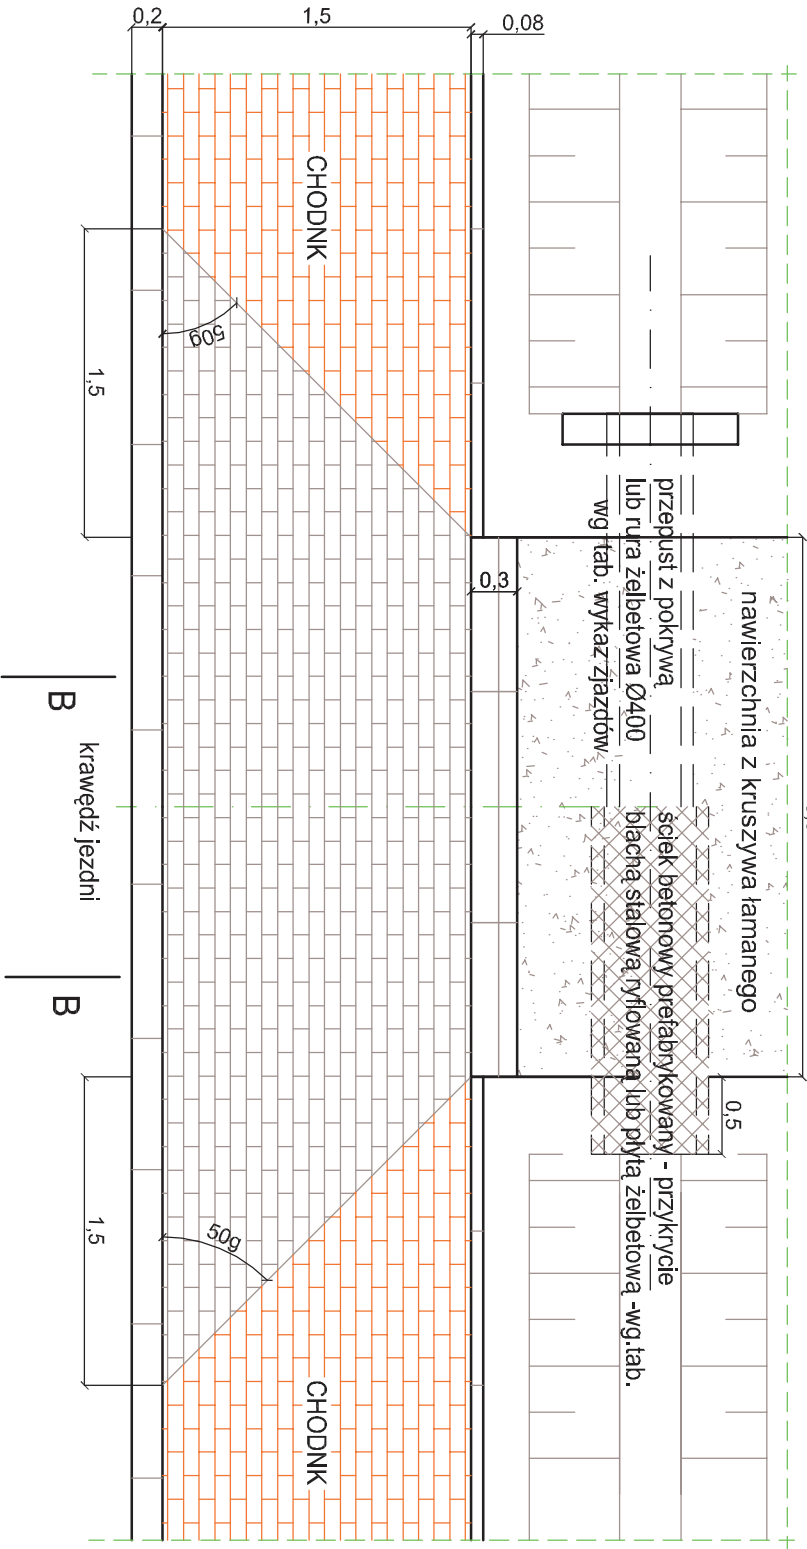 0,2
1,5
0,08
CHODNK
50g
1,5
0,3
przepust z pokrywą
lub rura żelbetowa Ø400
wg tab. wykaz zjazdów
nawierzchnia z kruszywa łamanego
B
krawędź jezdni
B
ściek betonowy prefabrykowany - przykrycie
blachą stalową ryflowaną lub płytą żelbetową -wg.tab.
0,5
50g
1,5
CHODNK